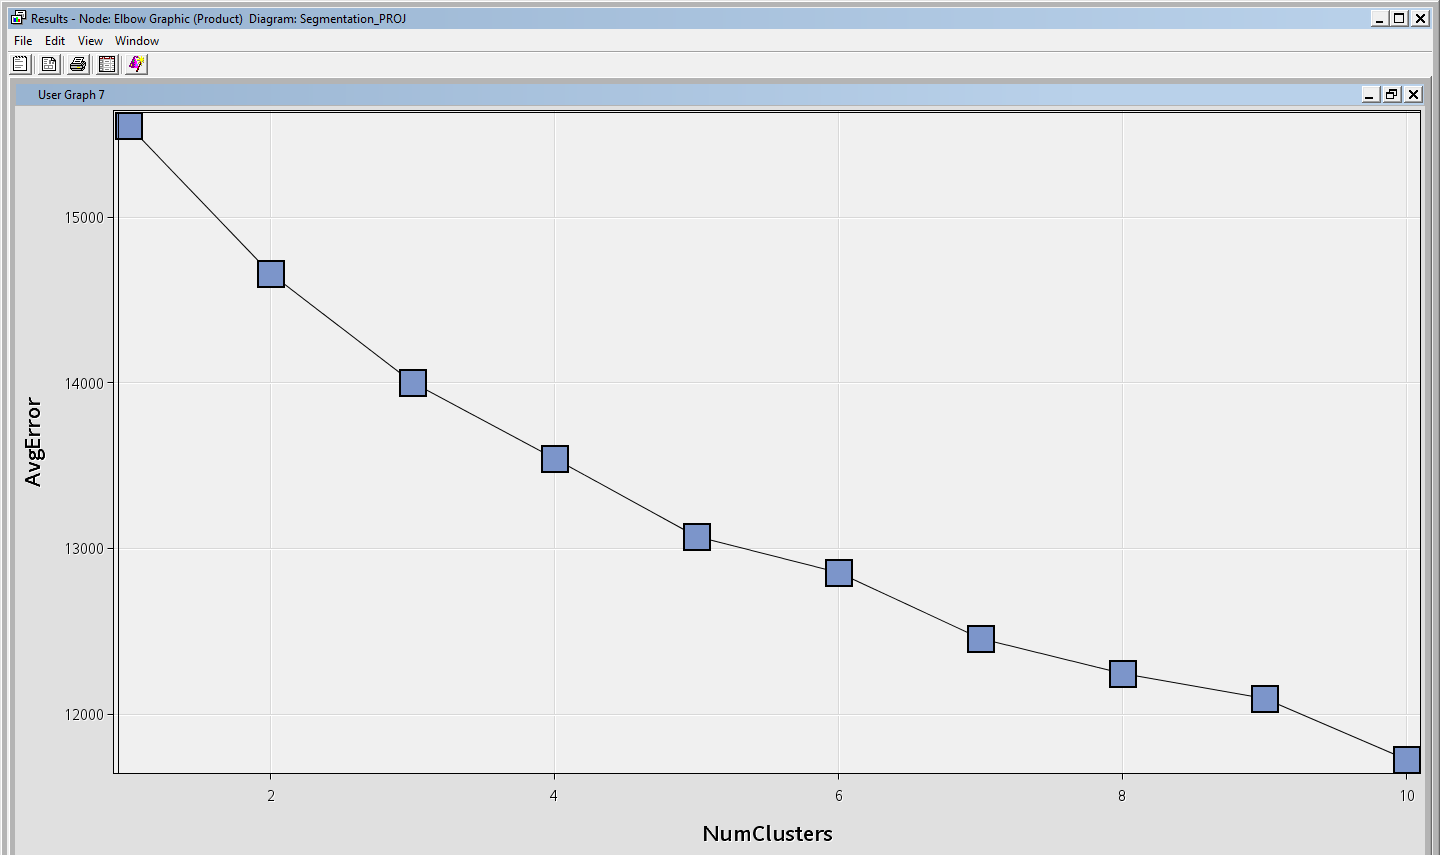 Results - Node: Elbow Graphic (Product)  Diagram: Segmentation_PROJ
File Edit View Window
User Graph 7
15000
14000
13000
12000
AvgError
2 4 6 8 10
NumClusters